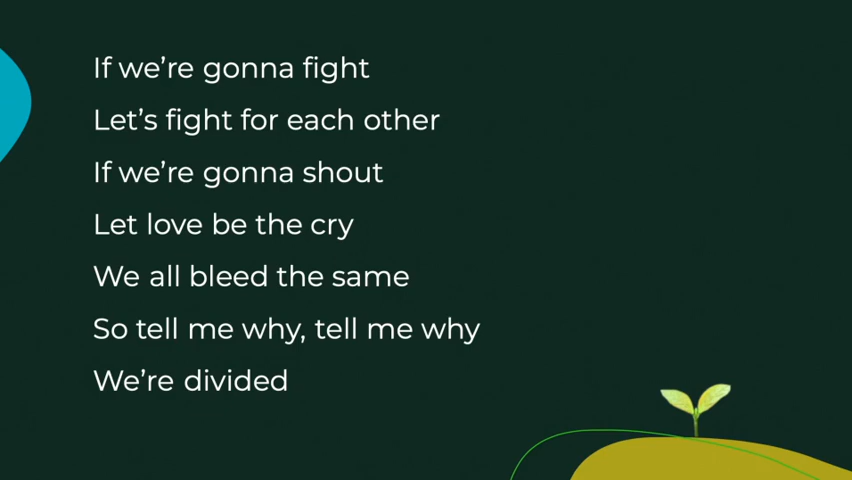 If we’re gonna fight
Let’s fight for each other
If we’re gonna shout
Let love be the cry
We all bleed the same
So tell me why, tell me why
We’re divided